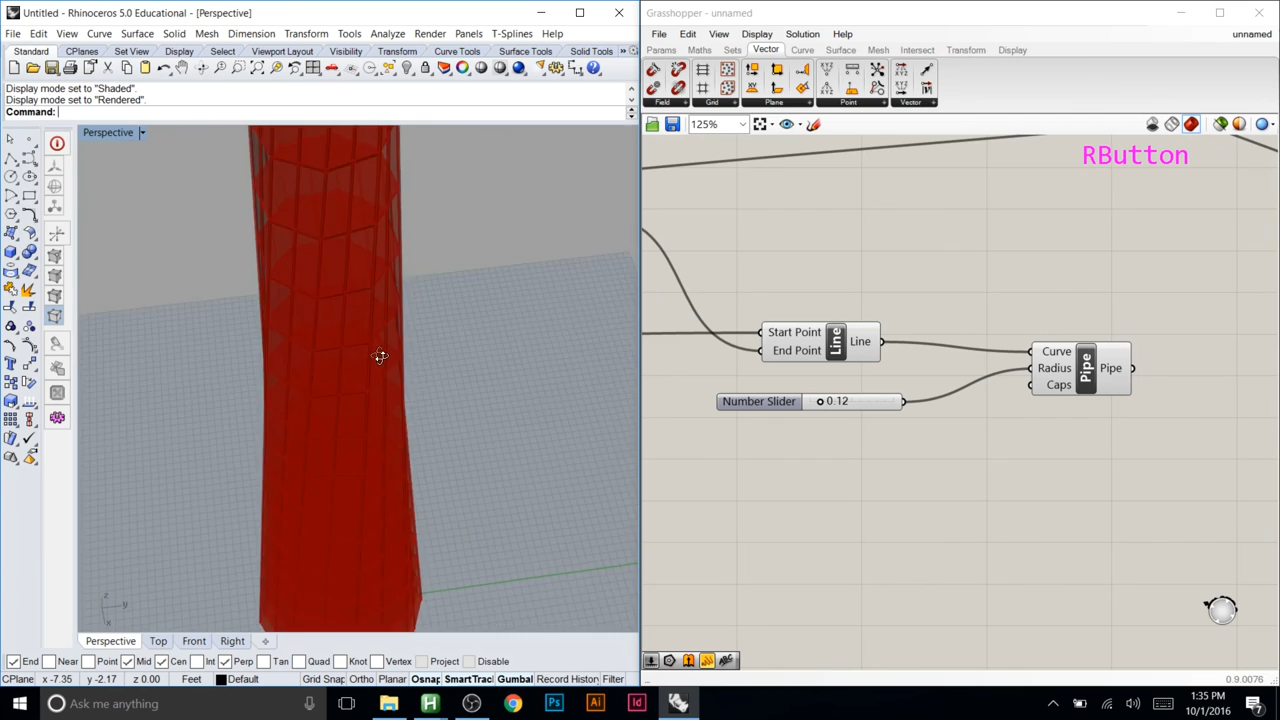 Untitled - Rhinoceros 5.0 Educational - [Perspective]
File Edit View Curve Surface Solid Mesh Dimension Transform Tools Analyze Render Panels T-Splines Help
Standard CPlanes Set View Display Select Viewport Layout Visibility Transform Curve Tools Surface Tools Solid Tools »
Display mode set to "Shaded".
Display mode set to "Rendered".
Command:
Perspective
z
y
x
Perspective Top Front Right
End Near Point Mid Cen Int Perp Tan Quad Knot Vertex Project Disable
CPlane x -7.35 y -2.17 z 0.00 Feet Default Grid Snap Ortho Planar Osnap SmartTrac Gumbal Record History Filter
Grasshopper - unnamed
File Edit View Display Solution Help unnamed
Params Maths Sets Vector Curve Surface Mesh Intersect Transform Display
Field Grid Plane Point Vector
125%
RButton
Start Point
End Point
Line
Line
Number Slider 0.12
Curve
Radius
Caps
Pipe
Pipe
0.9.0076
Ask me anything
Ps Ai Id
1:35 PM
10/1/2016
7